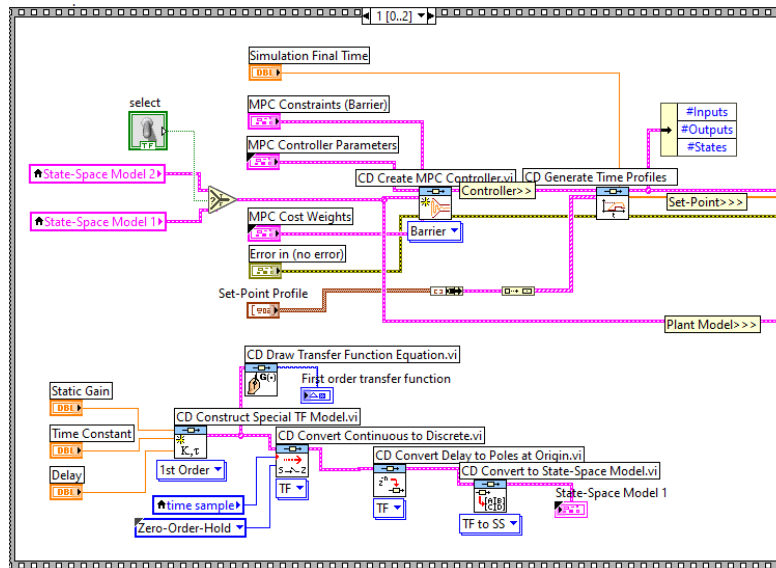 1 [0..2]
Simulation Final Time
DBL
select
TF
MPC Constraints (Barrier)
#Inputs
#Outputs
#States
MPC Controller Parameters
State-Space Model 2
CD Create MPC Controller.vi
CD Generate Time Profiles
Controller>>
Set-Point>>>
State-Space Model 1
MPC Cost Weights
Barrier
Error in (no error)
Set-Point Profile
Plant Model>>>
CD Draw Transfer Function Equation.vi
G(•)
First order transfer function
Static Gain
DBL
CD Construct Special TF Model.vi
Time Constant
DBL
K,τ
CD Convert Continuous to Discrete.vi
1st Order
S Z
CD Convert Delay to Poles at Origin.vi
Delay
DBL
TF
CD Convert to State-Space Model.vi
time sample
TF
State-Space Model 1
Zero-Order-Hold
TF to SS